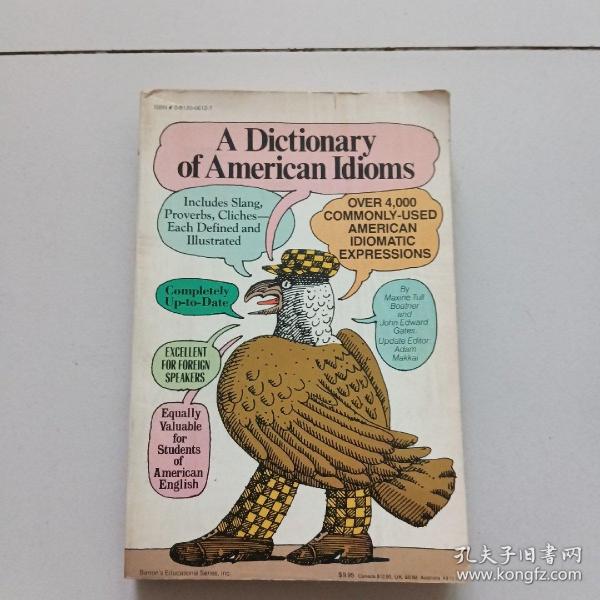 A Dictionary
of American Idioms
Includes Slang,
Proverbs, Cliches—
Each Defined and
Illustrated
OVER 4,000
COMMONLY-USED
AMERICAN
IDIOMATIC
EXPRESSIONS
Completely
Up-to-Date
By
Maxine Tull
Boatner
and
John Edward
Gates.
Update Editor:
Adam
Makkai
EXCELLENT
FOR FOREIGN
SPEAKERS
Equally
Valuable
for
Students
of
American
English
Barron's Educational Series, Inc.
$9.95
孔夫子旧书网
www.kongfz.com